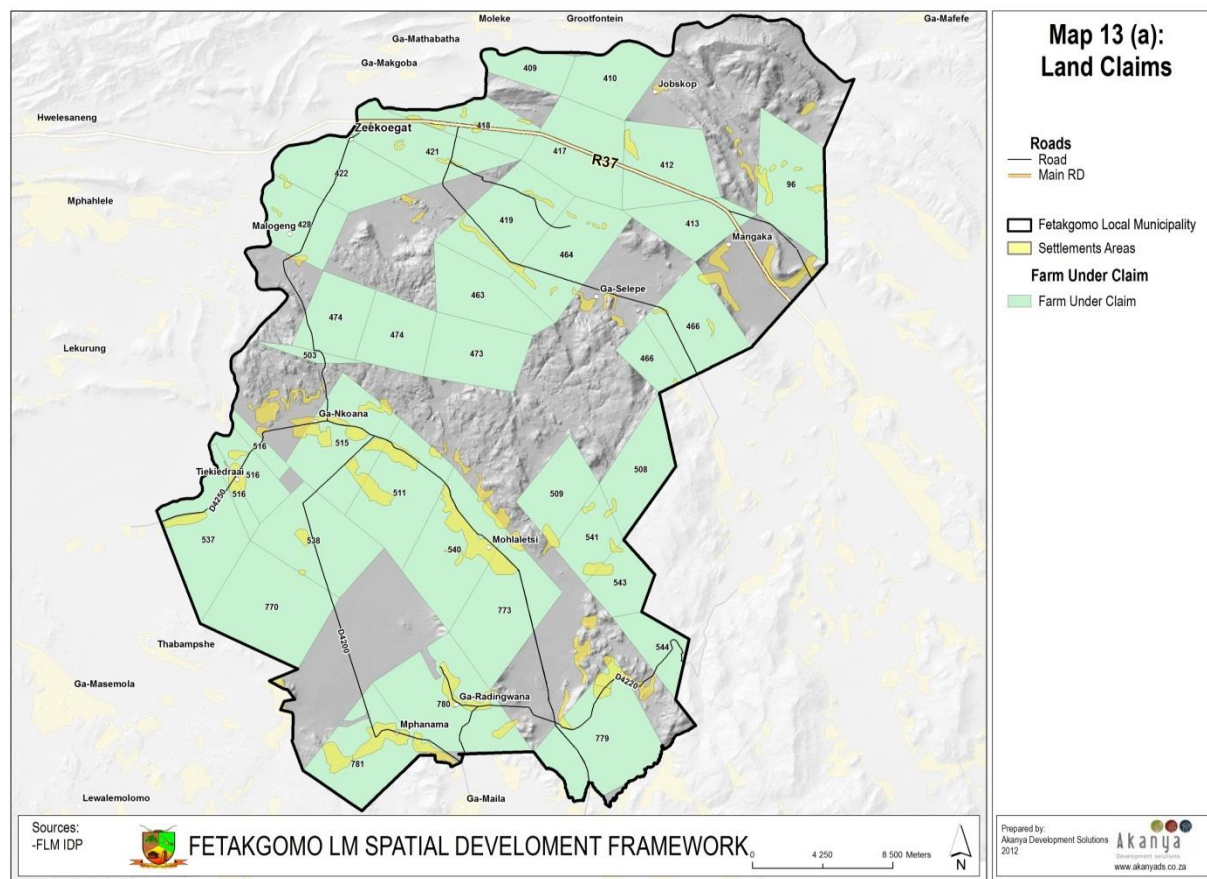 Moleke
Grootfontein
Ga-Mafefe
Ga-Mathabatha
Ga-Makgoba
409
410
Jobskop
Hwelesaneng
Zeekoegat
418
421
417
R37
412
422
96
Mphahlele
Malogeng
428
419
413
Mangaka
464
463
Ga-Selepe
474
474
466
Lekurung
503
473
466
Ga-Nkoana
516
515
508
Tiekiedraai
516
516
511
509
D4250
537
538
540
Mohlaletsi
541
543
770
773
D4200
Thabampshe
544
Ga-Masemola
Ga-Radingwana
D4220
780
Mphanama
779
781
Lewalemolomo
Ga-Maila
Map 13 (a):
Land Claims
Roads
Road
Main RD
Fetakgomo Local Municipality
Settlements Areas
Farm Under Claim
Farm Under Claim
Sources:
-FLM IDP
FETAKGOMO LM SPATIAL DEVELOMENT FRAMEWORK
0 4 250 8 500 Meters
N
Prepared by:
Akanya Development Solutions
2012
Akanya
Development solutions
www.akanyads.co.za